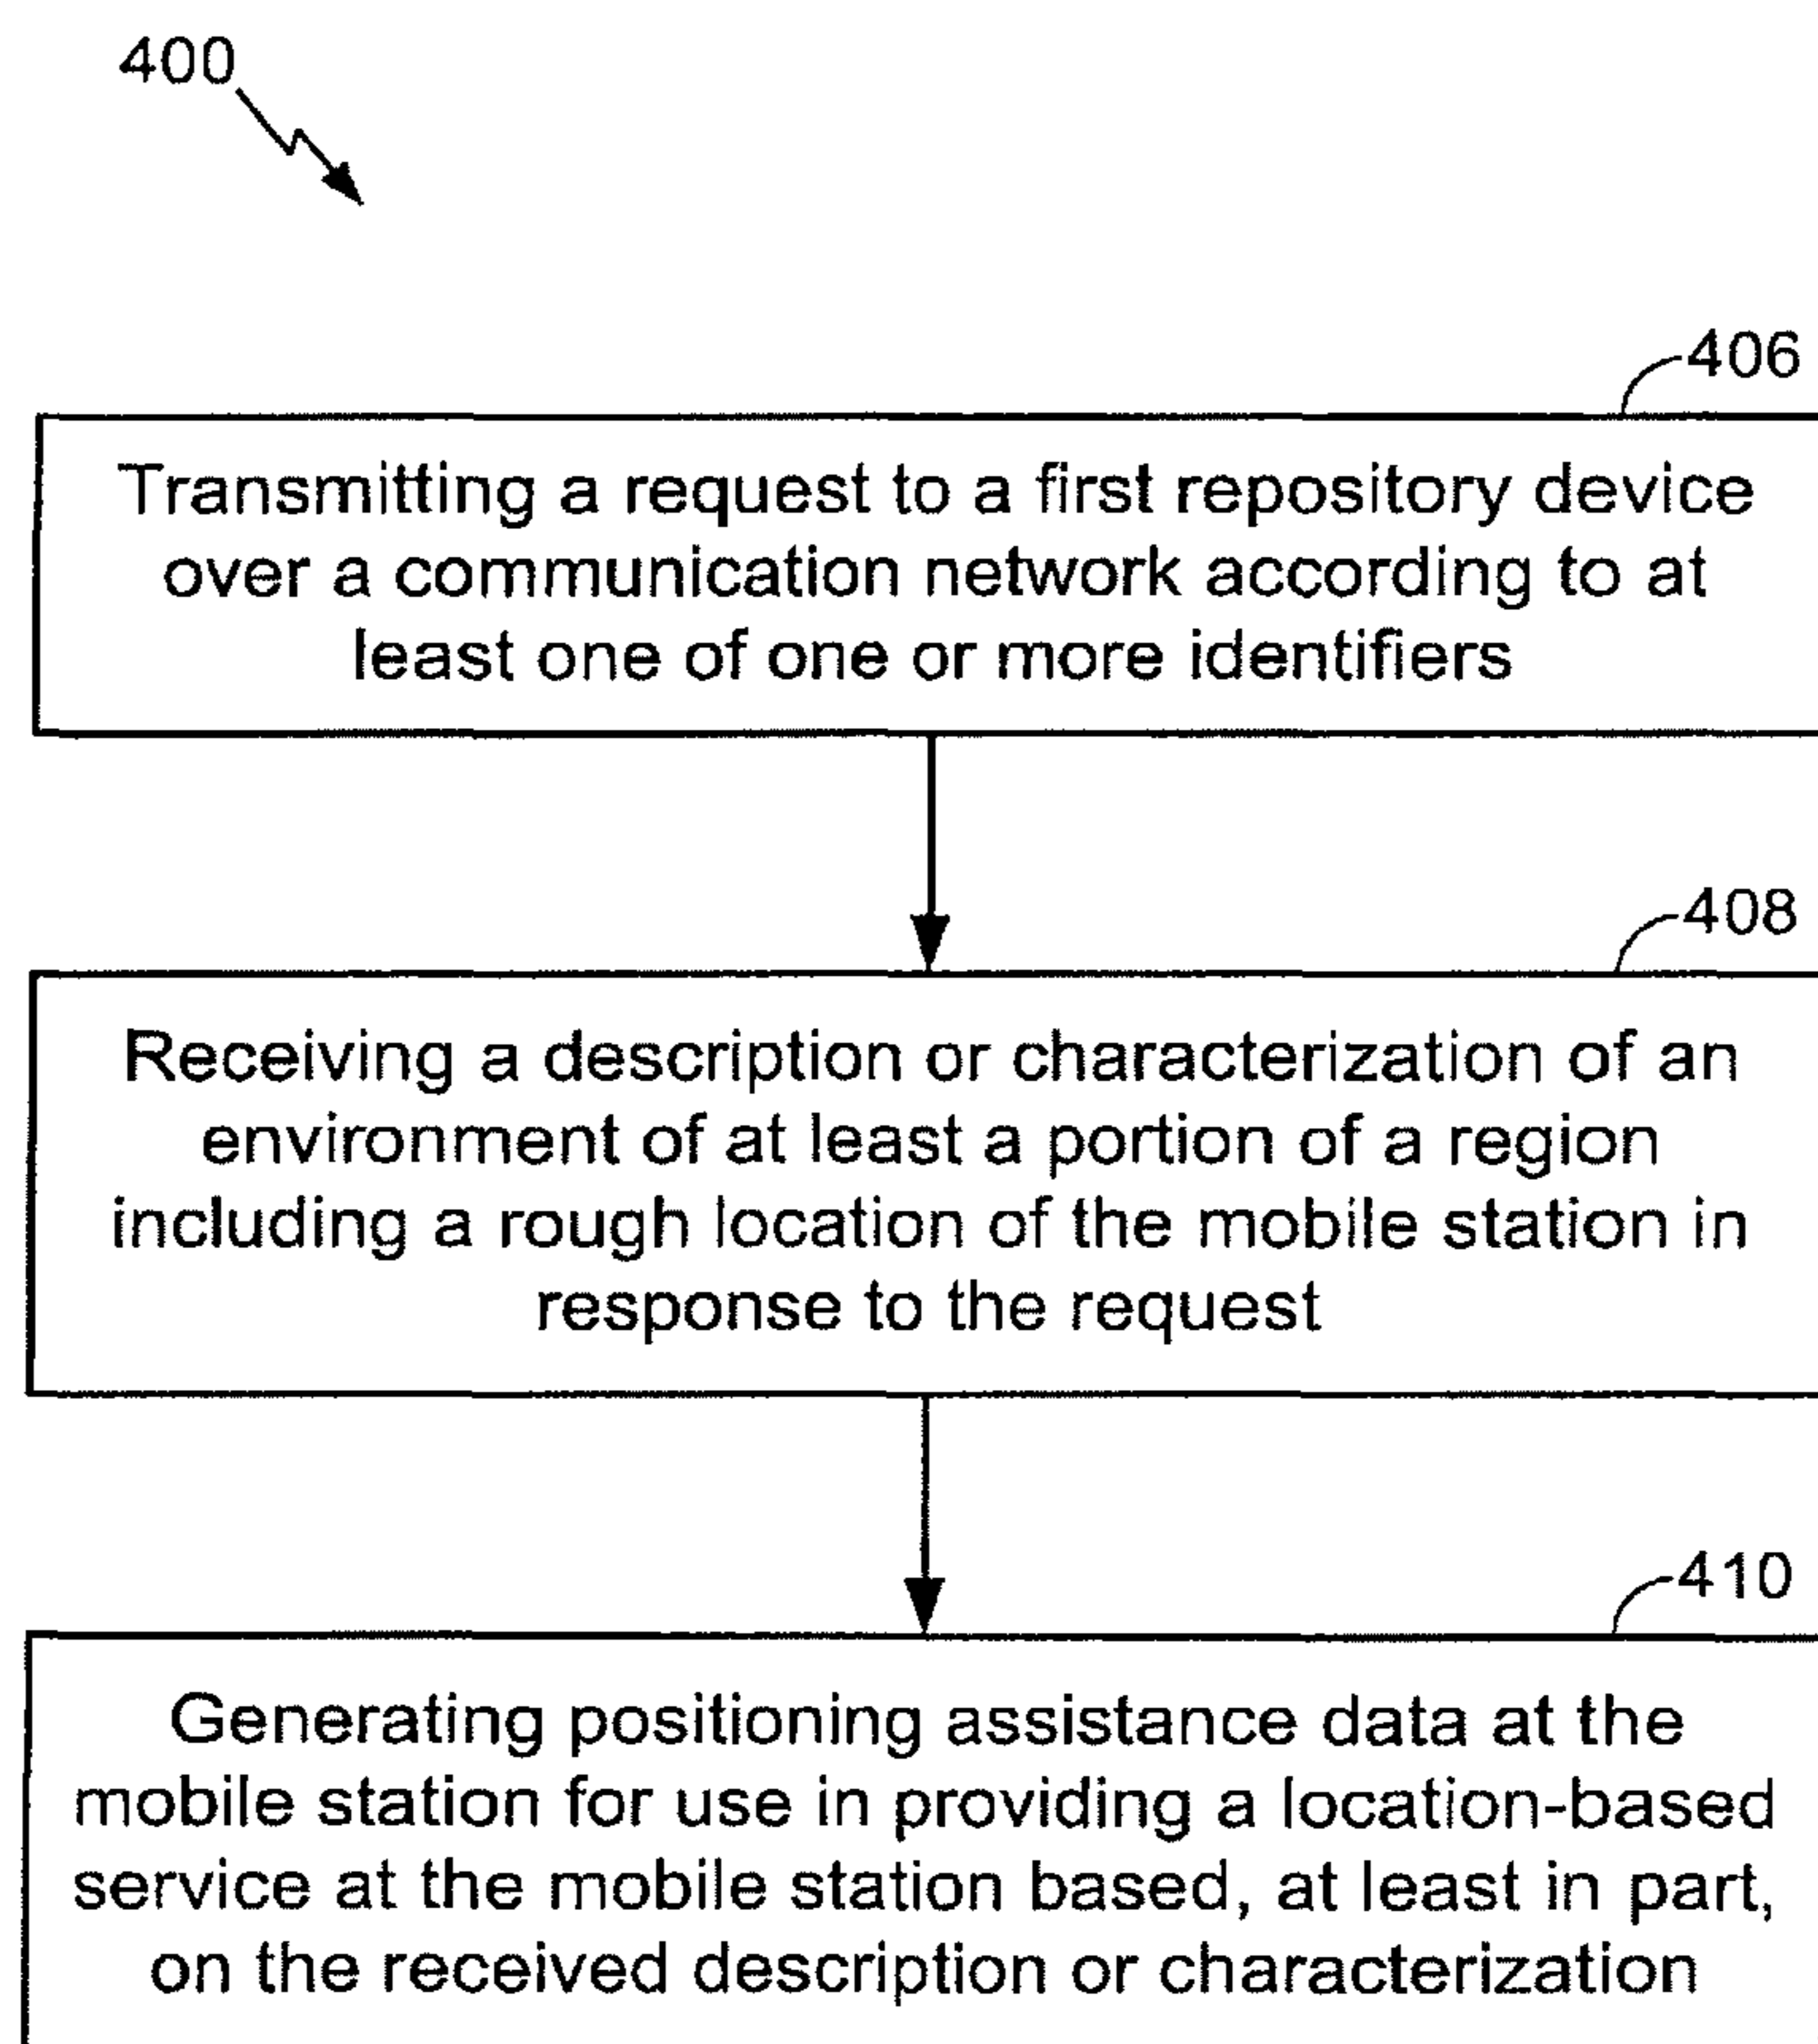 400
406
Transmitting a request to a first repository device
over a communication network according to at
least one of one or more identifiers
408
Receiving a description or characterization of an
environment of at least a portion of a region
including a rough location of the mobile station in
response to the request
410
Generating positioning assistance data at the
mobile station for use in providing a location-based
service at the mobile station based, at least in part,
on the received description or characterization